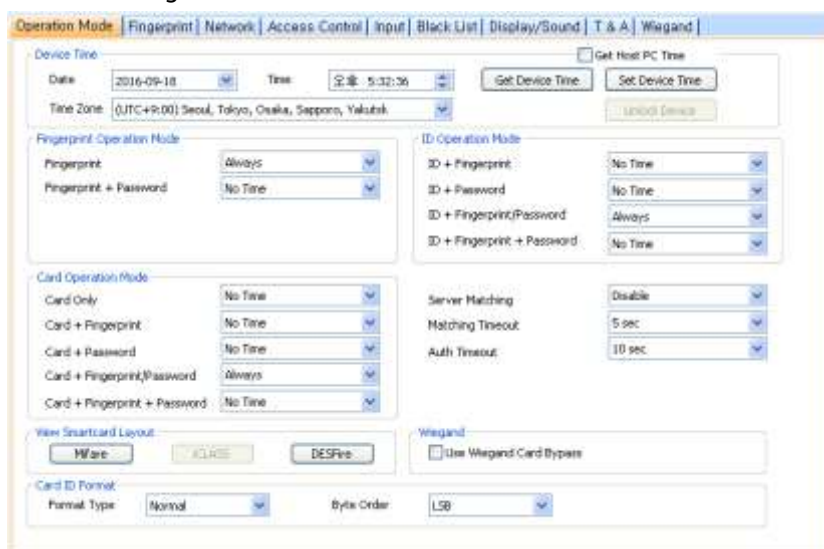 Operation Mode Fingerprint Network Access Control Input Black List Display/Sound T & A Wiegand
Device Time
Get Host PC Time
Date 2016-09-18 Time 오후 5:32:36 Get Device Time Set Device Time
Time Zone (UTC+9:00) Seoul, Tokyo, Osaka, Sapporo, Yakutsk Unlock Device
Fingerprint Operation Mode ID Operation Mode
Fingerprint Always ID + Fingerprint No Time
Fingerprint + Password No Time ID + Password No Time
ID + Fingerprint/Password Always
ID + Fingerprint + Password No Time
Card Operation Mode
Card Only No Time Server Matching Disable
Card + Fingerprint No Time Matching Timeout 5 sec
Card + Password No Time Auth Timeout 10 sec
Card + Fingerprint/Password Always
Card + Fingerprint + Password No Time
View Smartcard Layout Wiegand
Mifare iCLASS DESFire Use Wiegand Card Bypass
Card ID Format
Format Type Normal Byte Order LSB